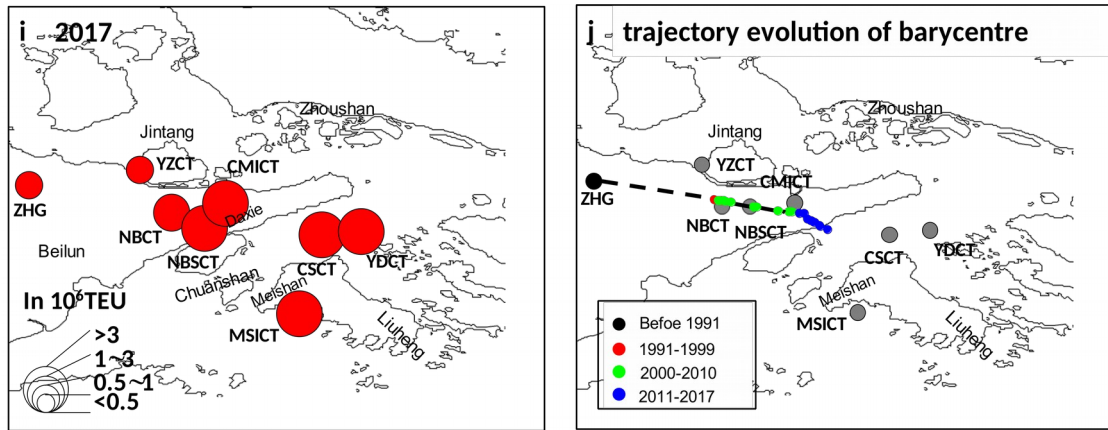 i 2017
Zhoushan
Jintang
YZCT
CMICT
ZHG
Daxie
NBCT
Beilun
NBSCT
CSCT
YDCT
Chuanshan
Meishan
In 10⁶TEU
MSICT
Liuheng
>3
1~3
0.5~1
<0.5
j trajectory evolution of barycentre
Zhoushan
Jintang
YZCT
CMICT
ZHG
NBCT
NBSCT
YDCT
CSCT
Meishan
MSICT
Liuheng
Befoe 1991
1991-1999
2000-2010
2011-2017